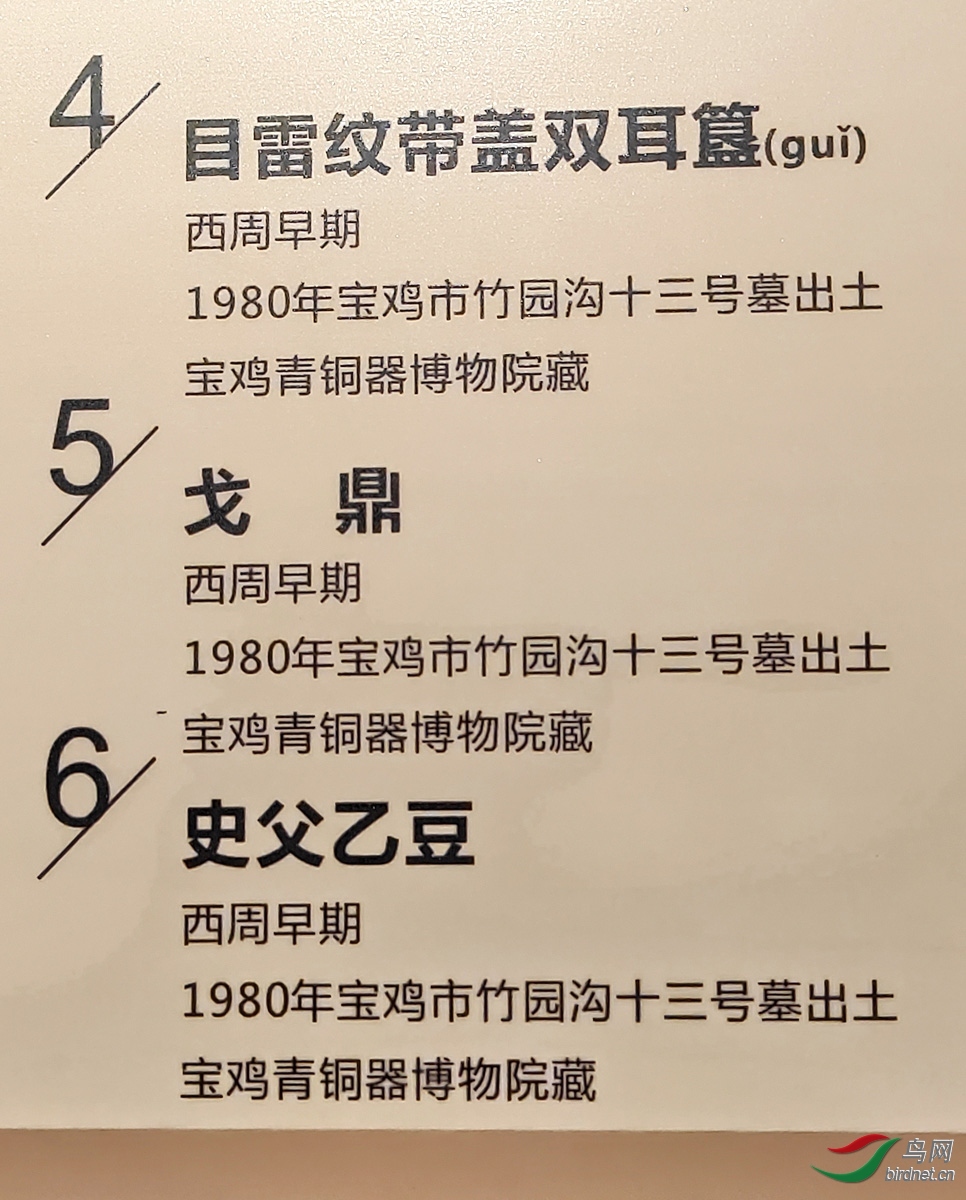 4
目雷纹带盖双耳簋(guǐ)
西周早期
1980年宝鸡市竹园沟十三号墓出土
宝鸡青铜器博物院藏
5
戈 鼎
西周早期
1980年宝鸡市竹园沟十三号墓出土
宝鸡青铜器博物院藏
6
史父乙豆
西周早期
1980年宝鸡市竹园沟十三号墓出土
宝鸡青铜器博物院藏
鸟网
birdnet.cn